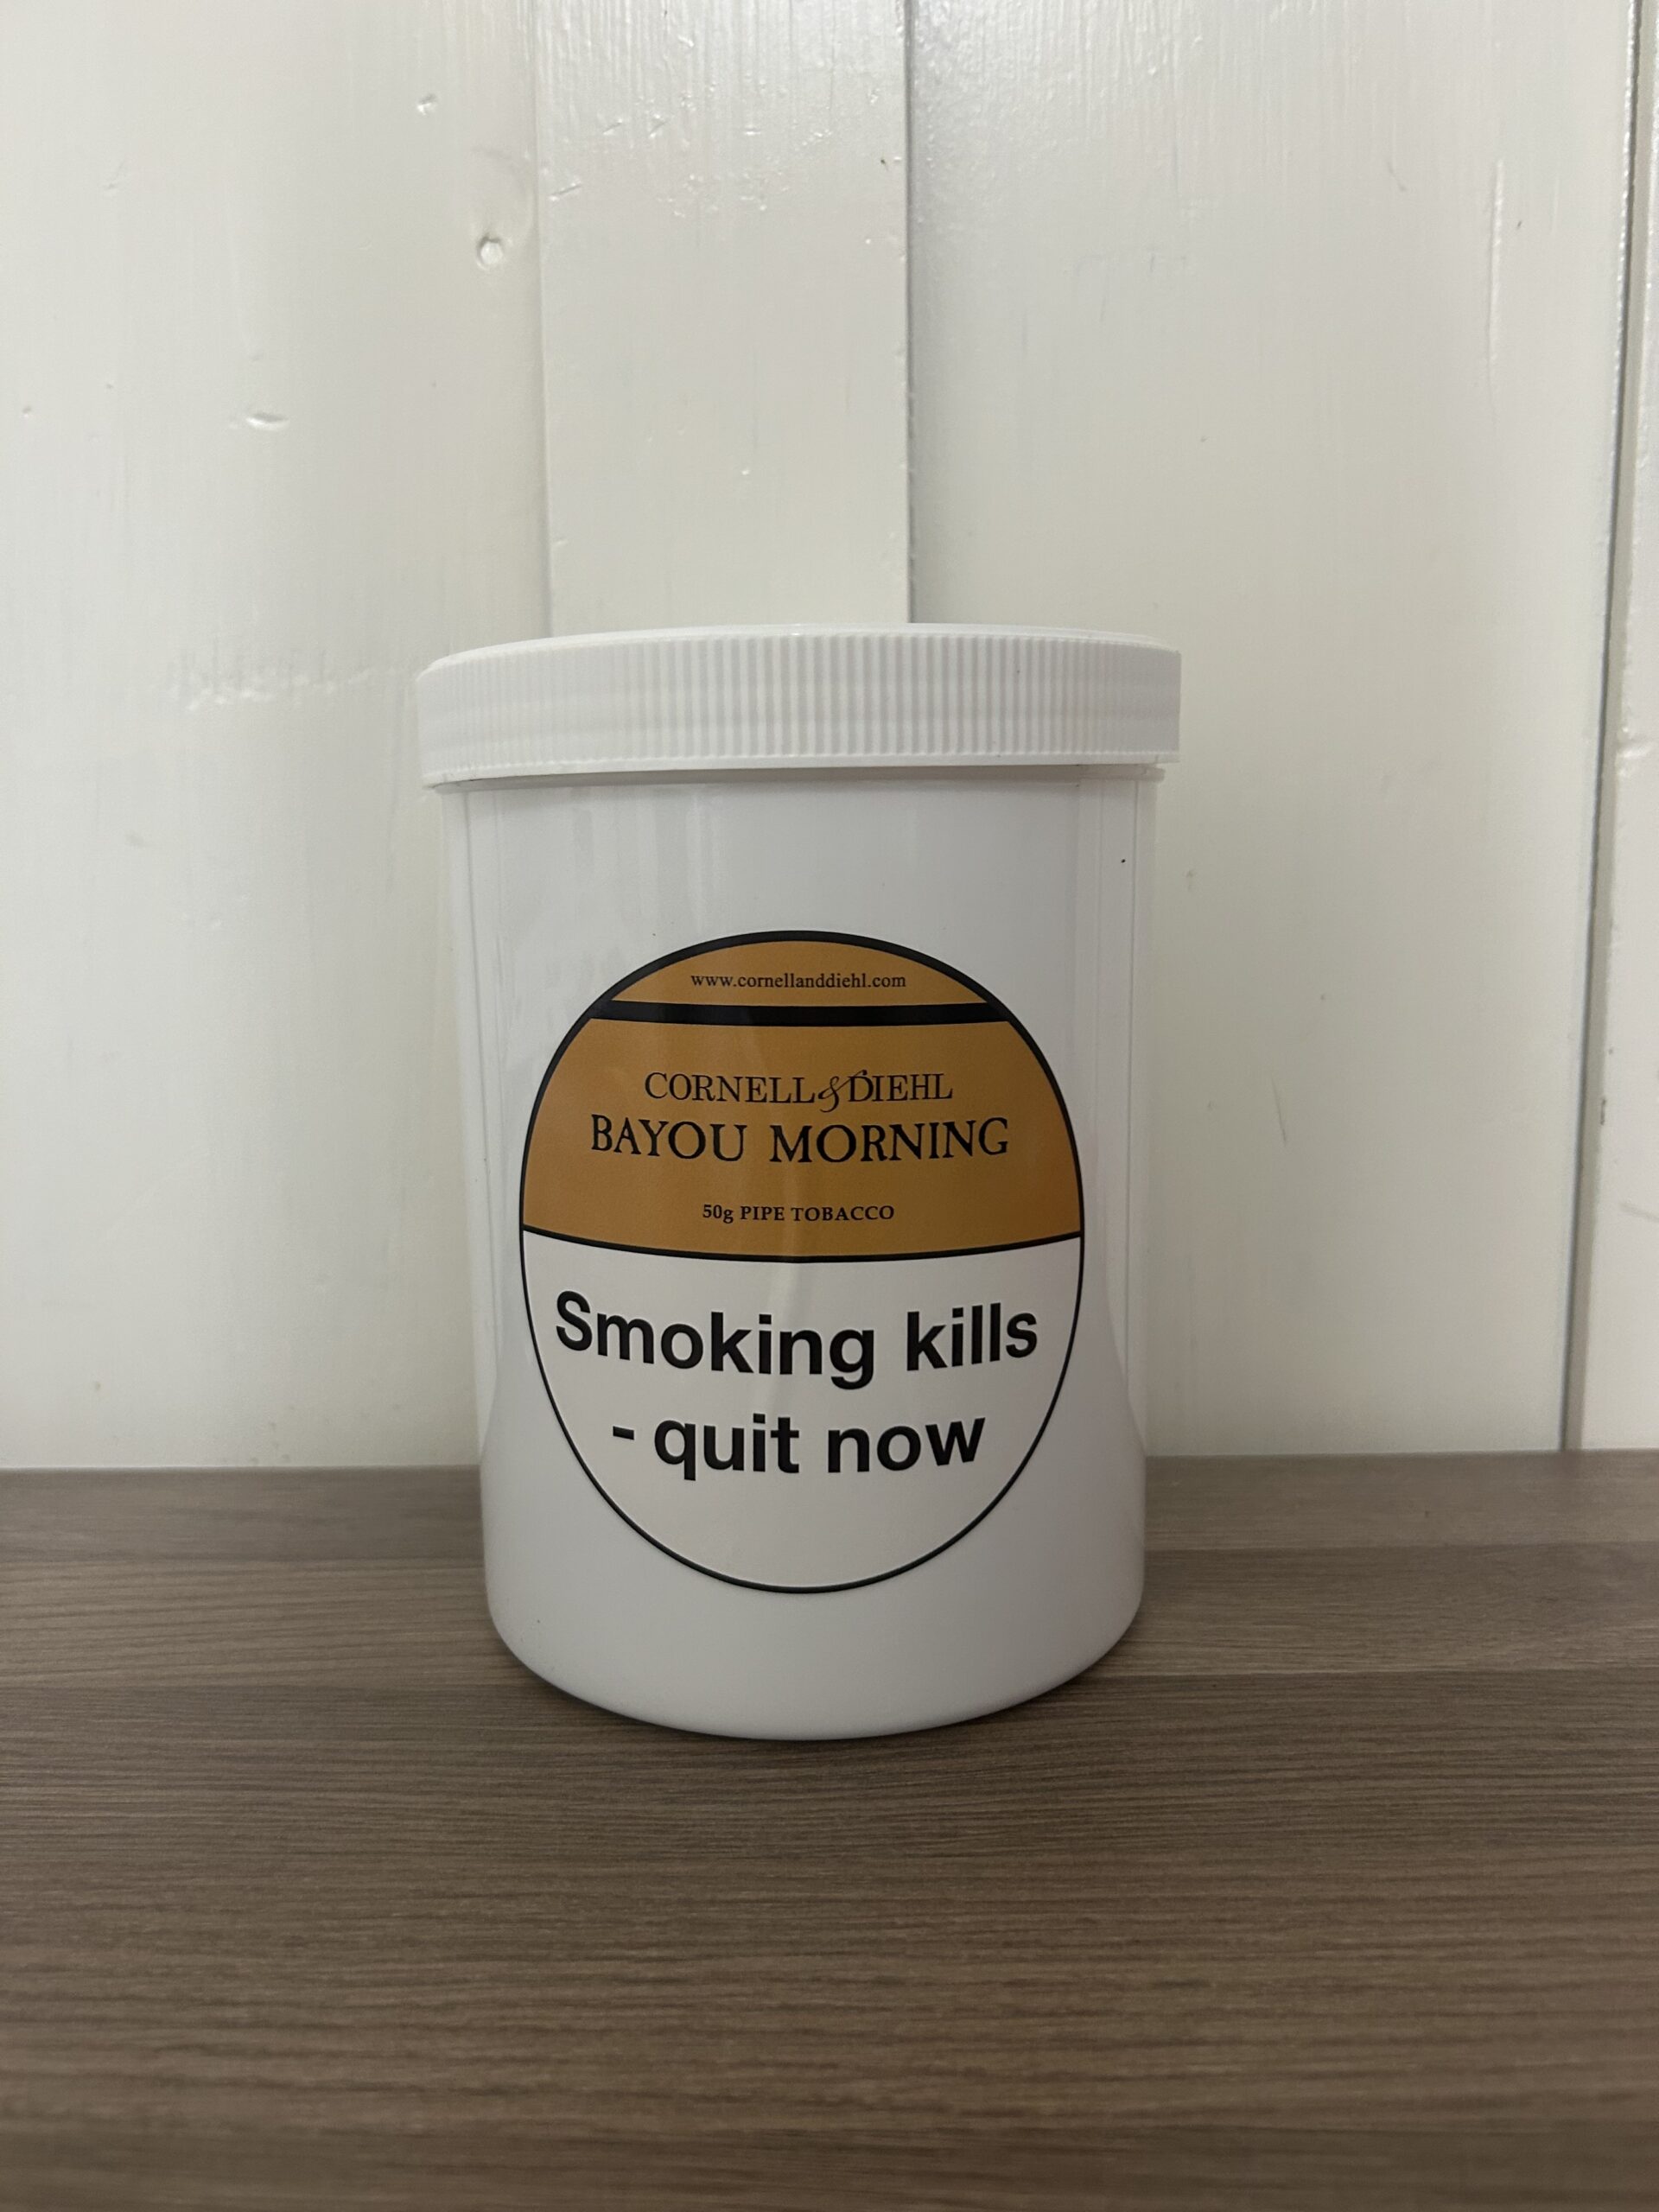 www.cornellanddiehl.com
CORNELL & DIEHL
BAYOU MORNING
50g PIPE TOBACCO
Smoking kills
- quit now